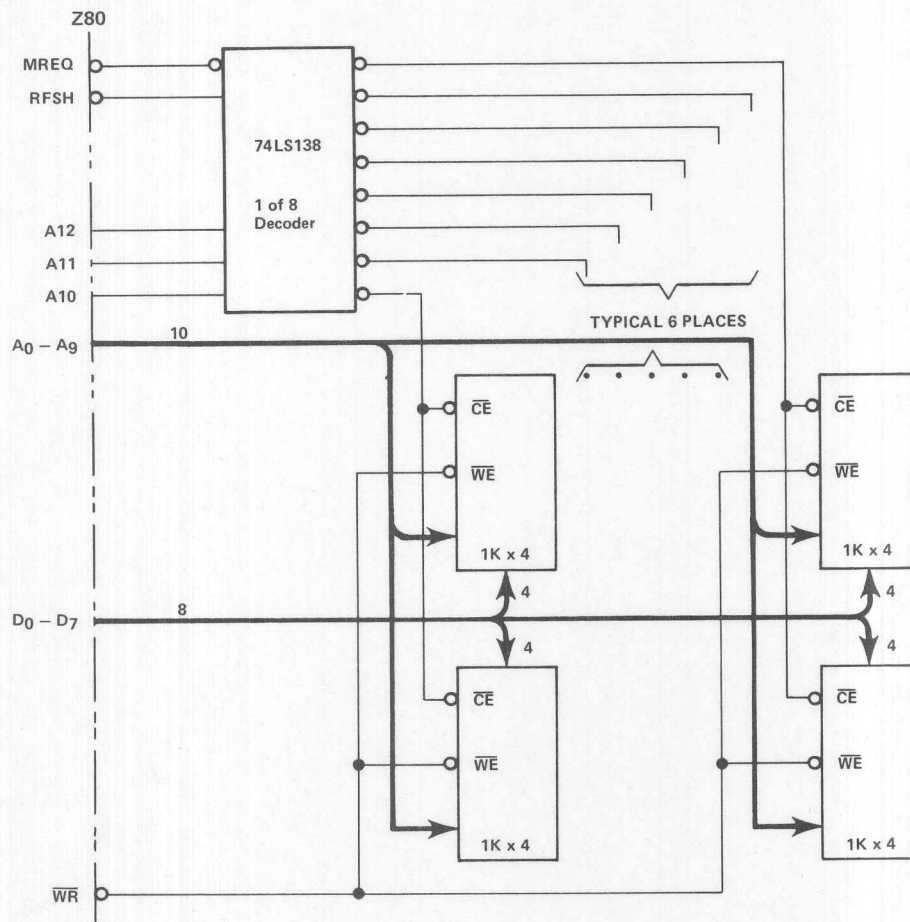 Z80
MREQ
RFSH
74LS138
1 of 8
Decoder
A12
A11
A10
A0 – A9
10
TYPICAL 6 PLACES
CE
CE
WE
WE
1K x 4
1K x 4
4
4
D0 – D7
8
4
4
CE
CE
WE
WE
1K x 4
1K x 4
WR